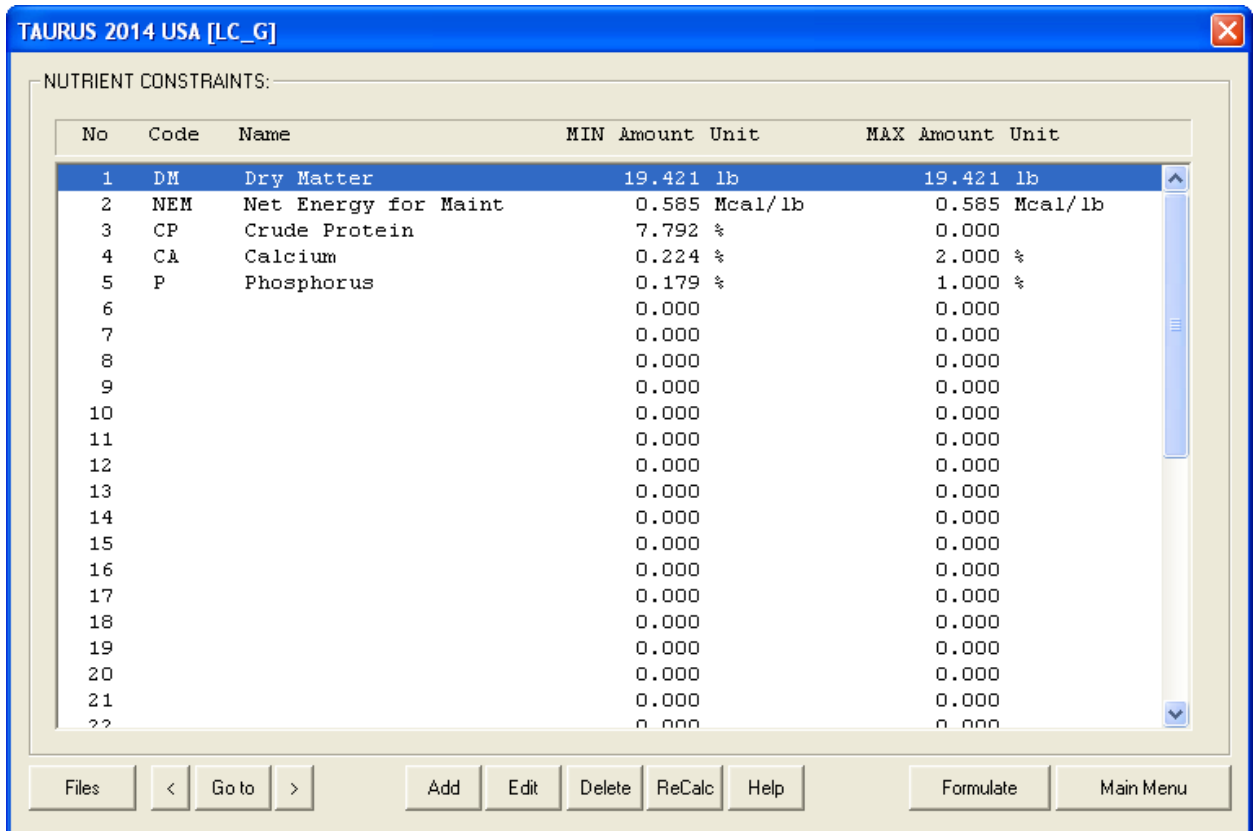 TAURUS 2014 USA [LC_G]
NUTRIENT CONSTRAINTS:
No Code Name MIN Amount Unit MAX Amount Unit
1 DM Dry Matter 19.421 lb 19.421 lb
2 NEM Net Energy for Maint 0.585 Mcal/lb 0.585 Mcal/lb
3 CP Crude Protein 7.792 % 0.000
4 CA Calcium 0.224 % 2.000 %
5 P Phosphorus 0.179 % 1.000 %
6 0.000 0.000
7 0.000 0.000
8 0.000 0.000
9 0.000 0.000
10 0.000 0.000
11 0.000 0.000
12 0.000 0.000
13 0.000 0.000
14 0.000 0.000
15 0.000 0.000
16 0.000 0.000
17 0.000 0.000
18 0.000 0.000
19 0.000 0.000
20 0.000 0.000
21 0.000 0.000
22 0.000 0.000
Files < Go to > Add Edit Delete ReCalc Help Formulate Main Menu